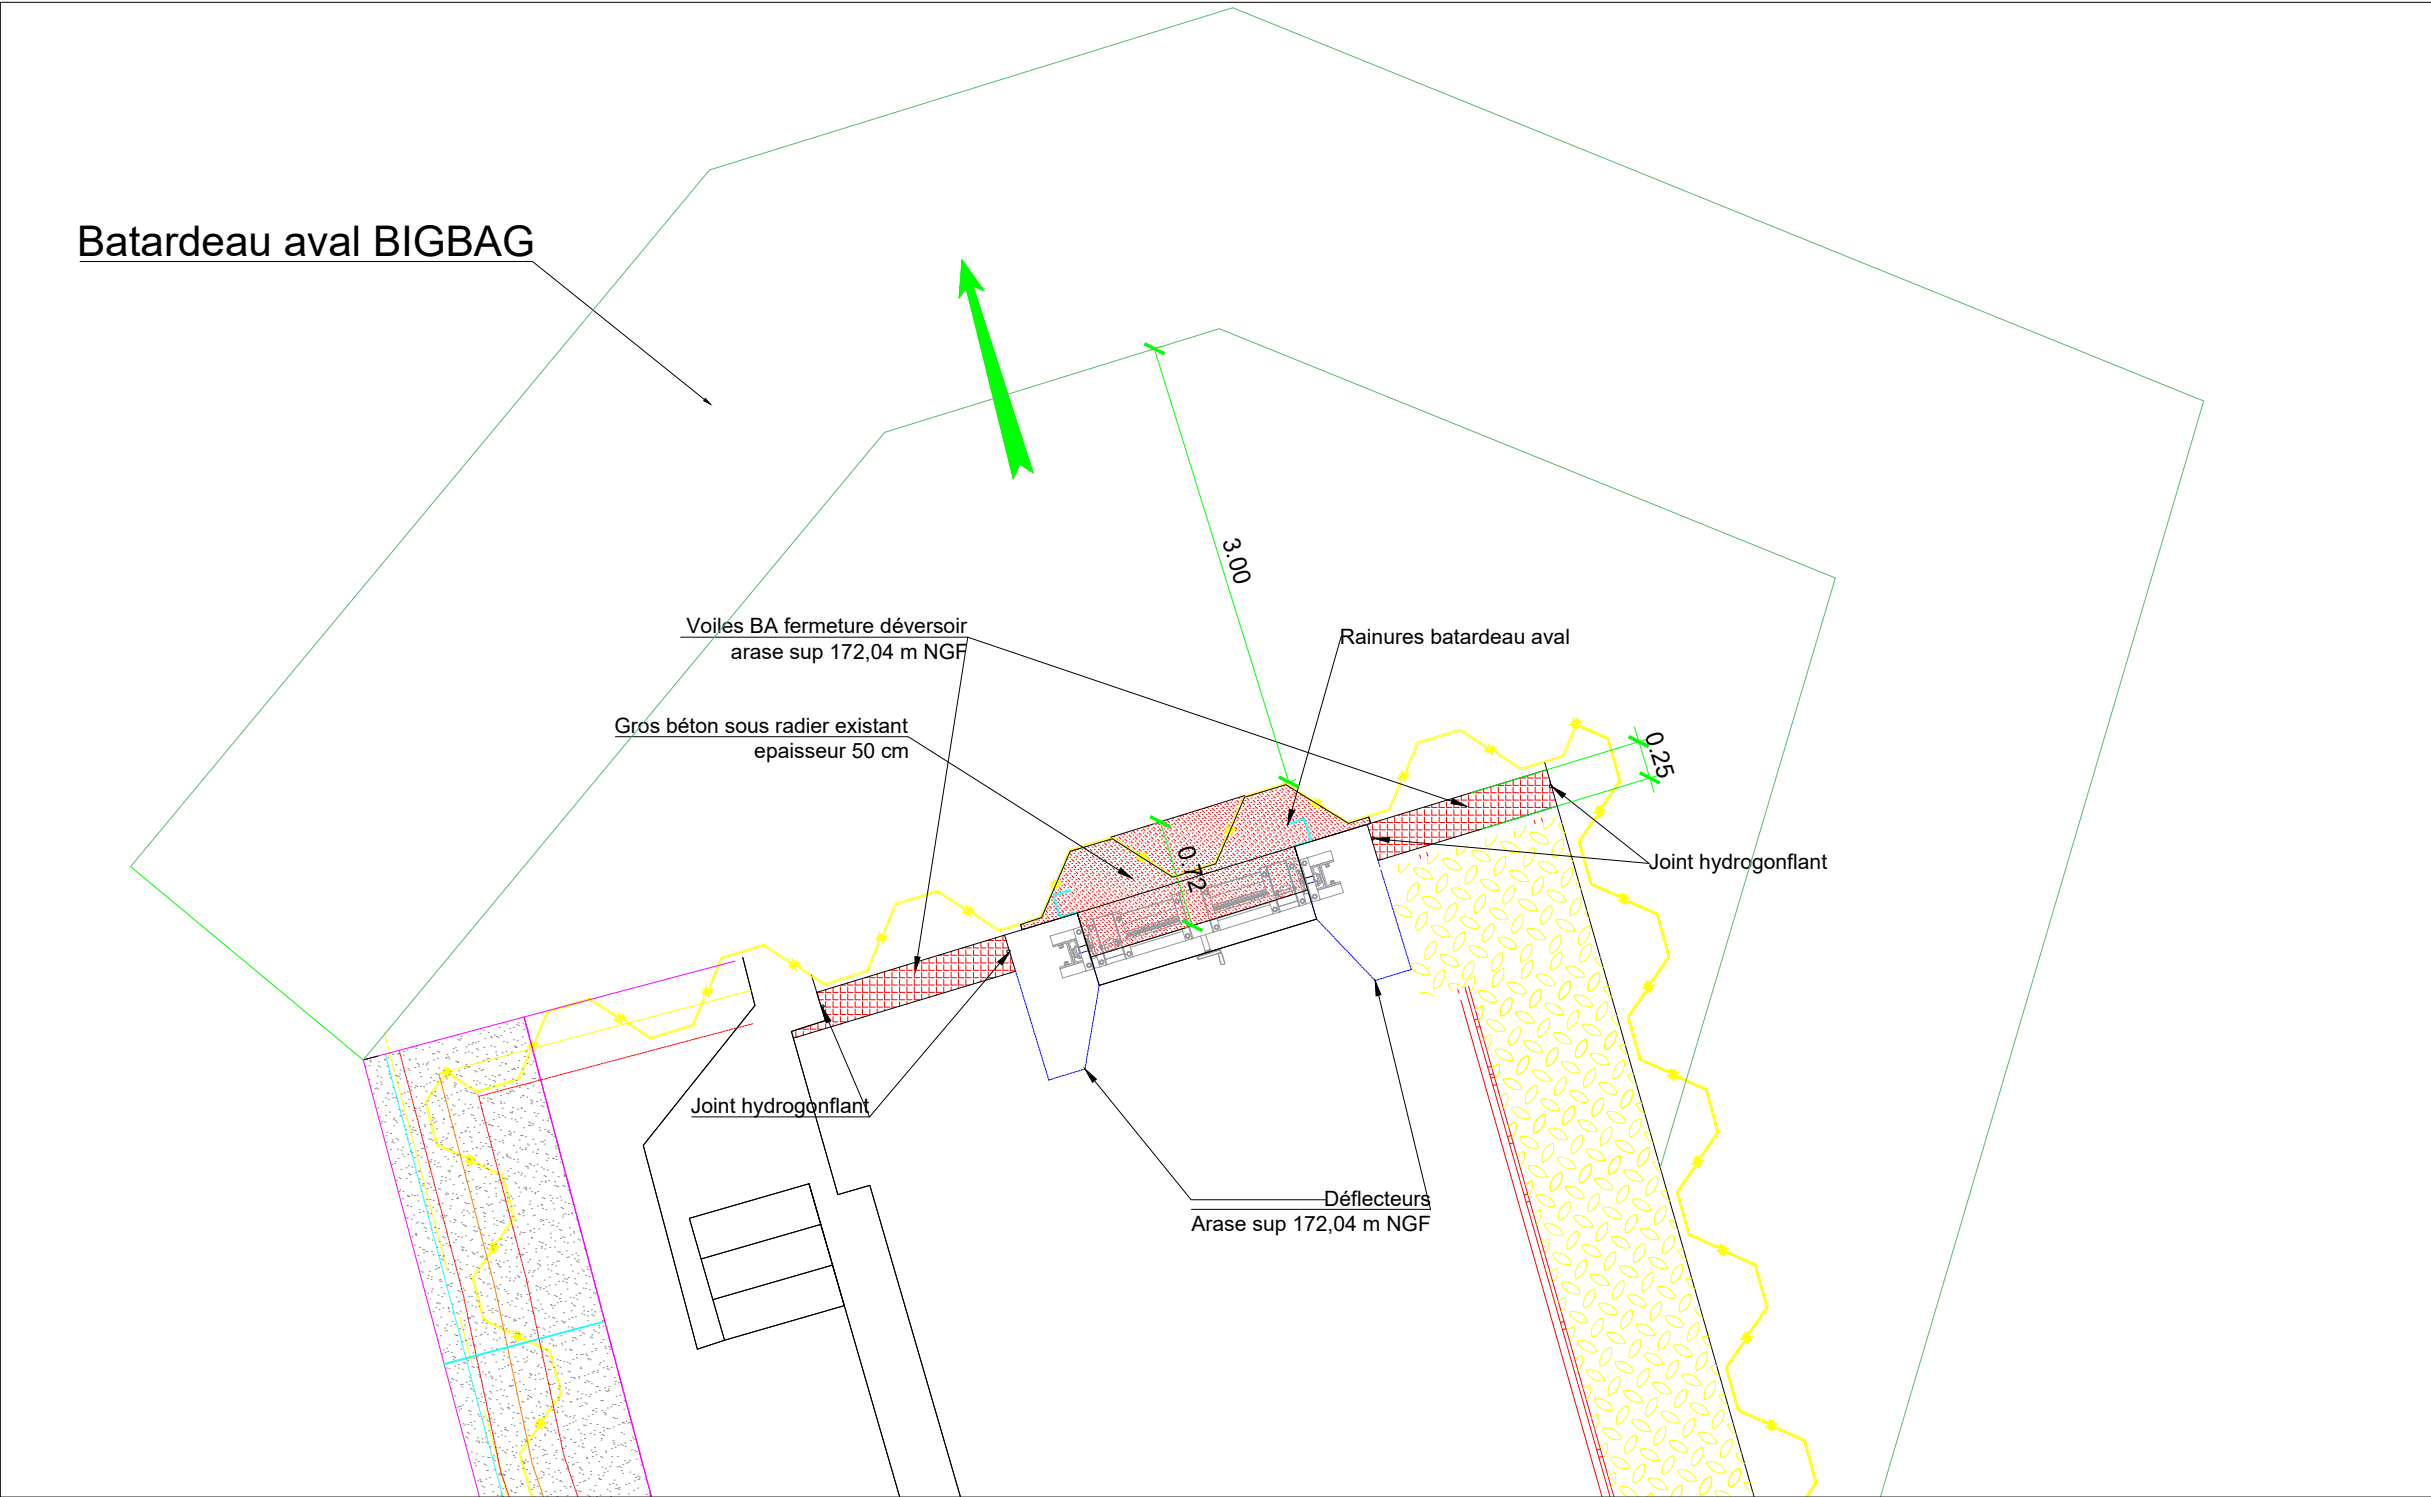 Batardeau aval BIGBAG
3.00
Voiles BA fermeture déversoir
arase sup 172,04 m NGF
Rainures batardeau aval
Gros béton sous radier existant
epaisseur 50 cm
0.25
0.72
Joint hydrogonflant
Joint hydrogonflant
Déflecteurs
Arase sup 172,04 m NGF